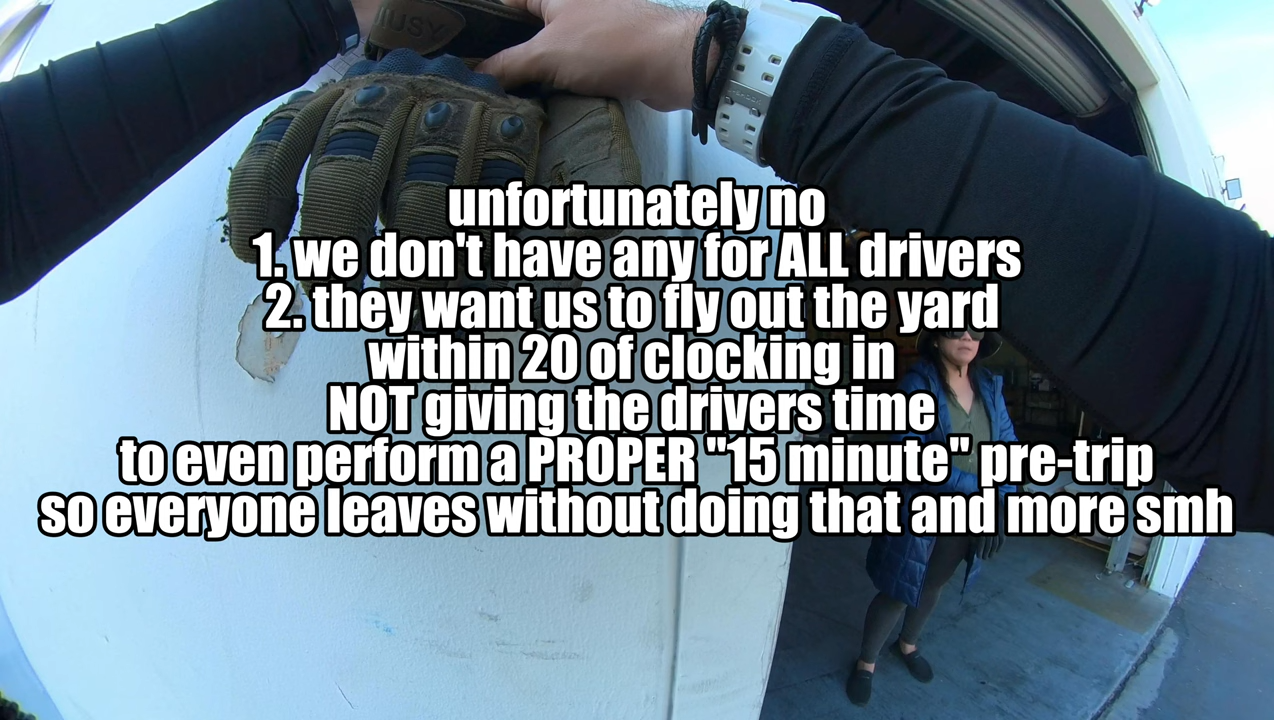 unfortunately no
1. we don't have any for ALL drivers
2. they want us to fly out the yard
within 20 of clocking in
NOT giving the drivers time
to even perform a PROPER "15 minute" pre-trip
so everyone leaves without doing that and more smh